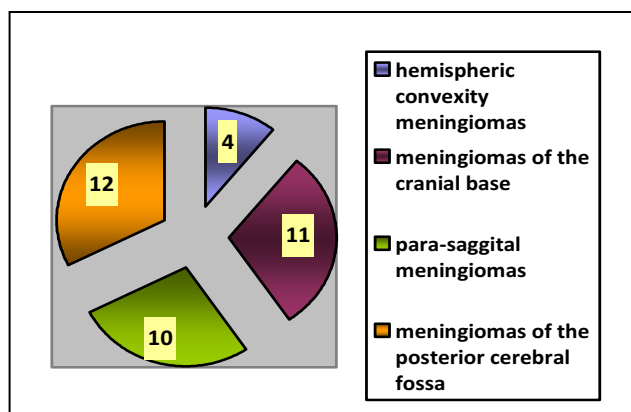 4
12
11
10
hemispheric
convexity
meningiomas
meningiomas of the
cranial base
para-saggital
meningiomas
meningiomas of the
posterior cerebral
fossa